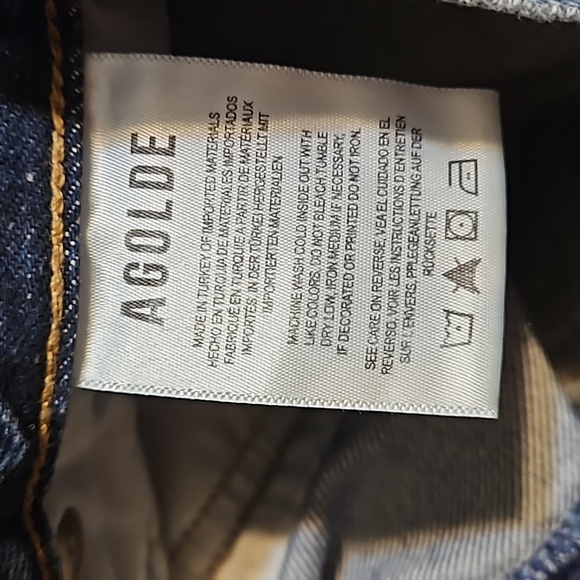 AGOLDE
MADE IN TURKEY OF IMPORTED MATERIALS
HECHO EN TURQUIA DE MATERIALES IMPORTADOS
FABRIQUÉ EN TURQUIE A PARTIR DE MATERIAUX
IMPORTÉS, IN DER TÜRKEI HERGESTELLT MIT
IMPORTIERTEN MATERIALIEN
MACHINE WASH COLD INSIDE OUT WITH
LIKE COLORS. DO NOT BLEACH. TUMBLE
DRY LOW. IRON MEDIUM IF NECESSARY.
IF DECORATED OR PRINTED DO NOT IRON.
SEE CARE ON REVERSE. VEA EL CUIDADO EN EL
REVERSO. VOIR LES INSTRUCTIONS D'ENTRETIEN
SUR L'ENVERS. PFLEGEANLEITUNG AUF DER
RÜCKSEITE